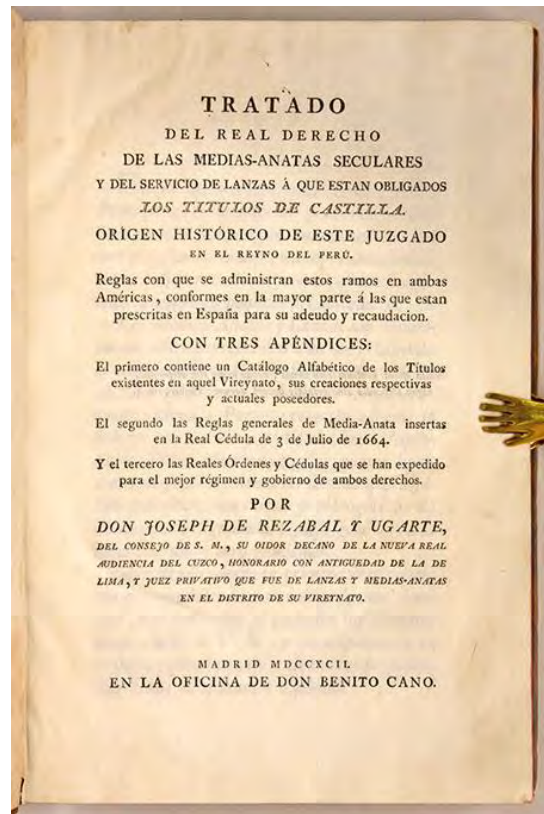 TRATADO
DEL REAL DERECHO
DE LAS MEDIAS-ANATAS SECULARES
Y DEL SERVICIO DE LANZAS Á QUE ESTAN OBLIGADOS
LOS TITULOS DE CASTILLA.
ORÍGEN HISTÓRICO DE ESTE JUZGADO
EN EL REYNO DEL PERÚ.
Reglas con que se administran estos ramos en ambas
Américas, conformes en la mayor parte á las que estan
prescritas en España para su adeudo y recaudacion.
CON TRES APÉNDICES:
El primero contiene un Catálogo Alfabético de los Títulos
existentes en aquel Vireynato, sus creaciones respectivas
y actuales poseedores.
El segundo las Reglas generales de Media-Anata insertas
en la Real Cédula de 3 de Julio de 1664.
Y el tercero las Reales Órdenes y Cédulas que se han expedido
para el mejor régimen y gobierno de ambos derechos.
POR
DON JOSEPH DE REZABAL Y UGARTE,
DEL CONSEJO DE S. M., SU OIDOR DECANO DE LA NUEVA REAL
AUDIENCIA DEL CUZCO, HONORARIO CON ANTIGUEDAD DE LA DE
LIMA, Y JUEZ PRIVATIVO QUE FUE DE LANZAS Y MEDIAS-ANATAS
EN EL DISTRITO DE SU VIREYNATO.
MADRID MDCCXCII.
EN LA OFICINA DE DON BENITO CANO.